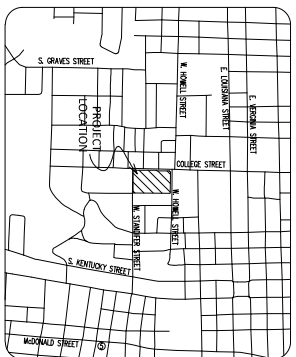 S. GRAVES STREET
W. HOWELL STREET
E. LOUISIANA STREET
E. VIRGINIA STREET
PROJECT
LOCATION
COLLEGE STREET
W. STANDIFER STREET
W. HOWELL STREET
S. KENTUCKY STREET
McDONALD STREET
5